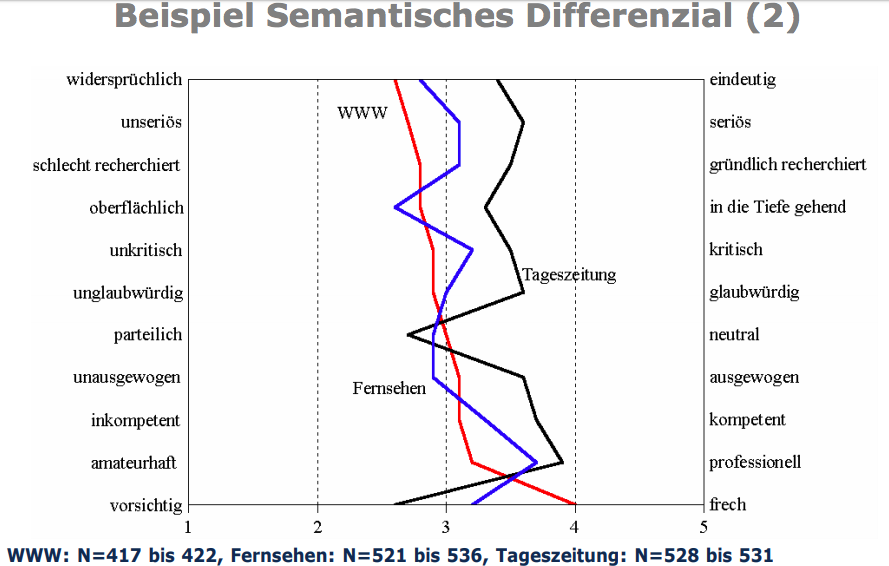 Beispiel Semantisches Differenzial (2)
widersprüchlich eindeutig
WWW
unseriös seriös
schlecht recherchiert gründlich recherchiert
oberflächlich in die Tiefe gehend
unkritisch kritisch
Tageszeitung
unglaubwürdig glaubwürdig
parteilich neutral
unausgewogen ausgewogen
Fernsehen
inkompetent kompetent
amateurhaft professionell
vorsichtig frech
1 2 3 4 5
WWW: N=417 bis 422, Fernsehen: N=521 bis 536, Tageszeitung: N=528 bis 531